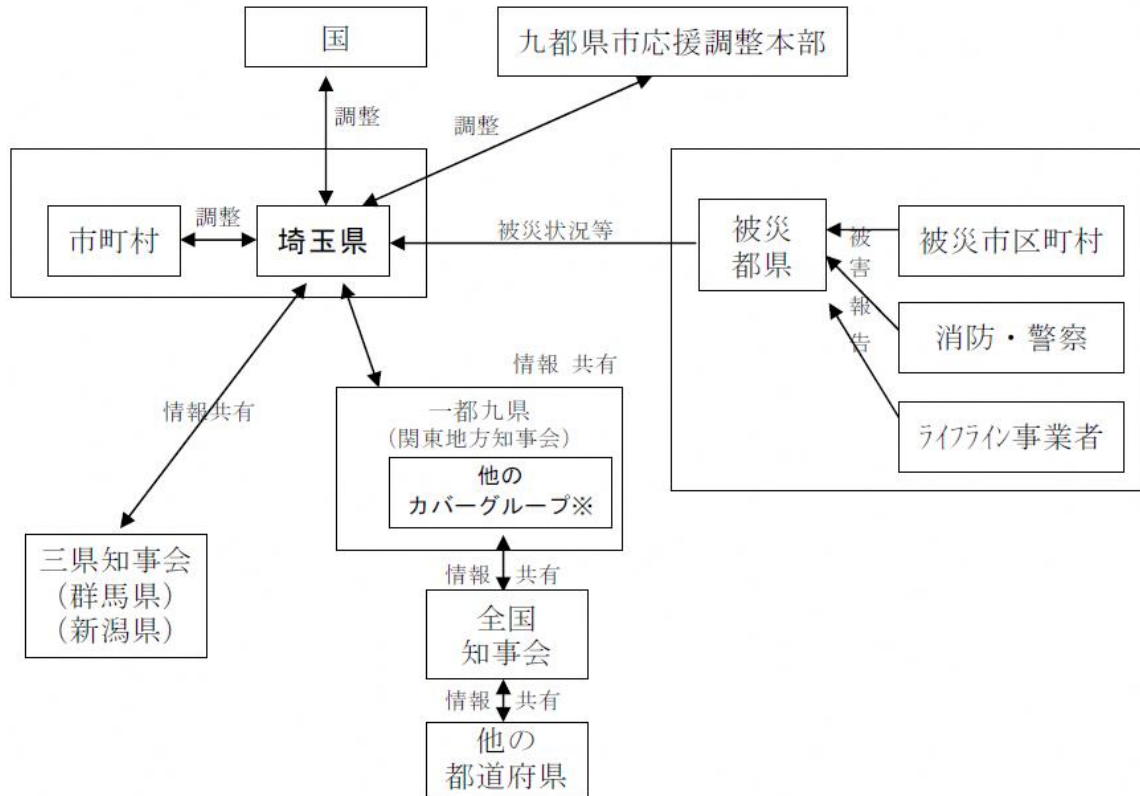 国
九都県市応援調整本部
調整
調整
市町村
調整
埼玉県
被災状況等
被災
都県
被害報告
被災市区町村
消防・警察
ﾗｲﾌﾗｲﾝ事業者
情報共有
情報 共有
一都九県
（関東地方知事会）
他の
カバーグループ※
三県知事会
（群馬県）
（新潟県）
情報 共有
全国
知事会
情報 共有
他の
都道府県